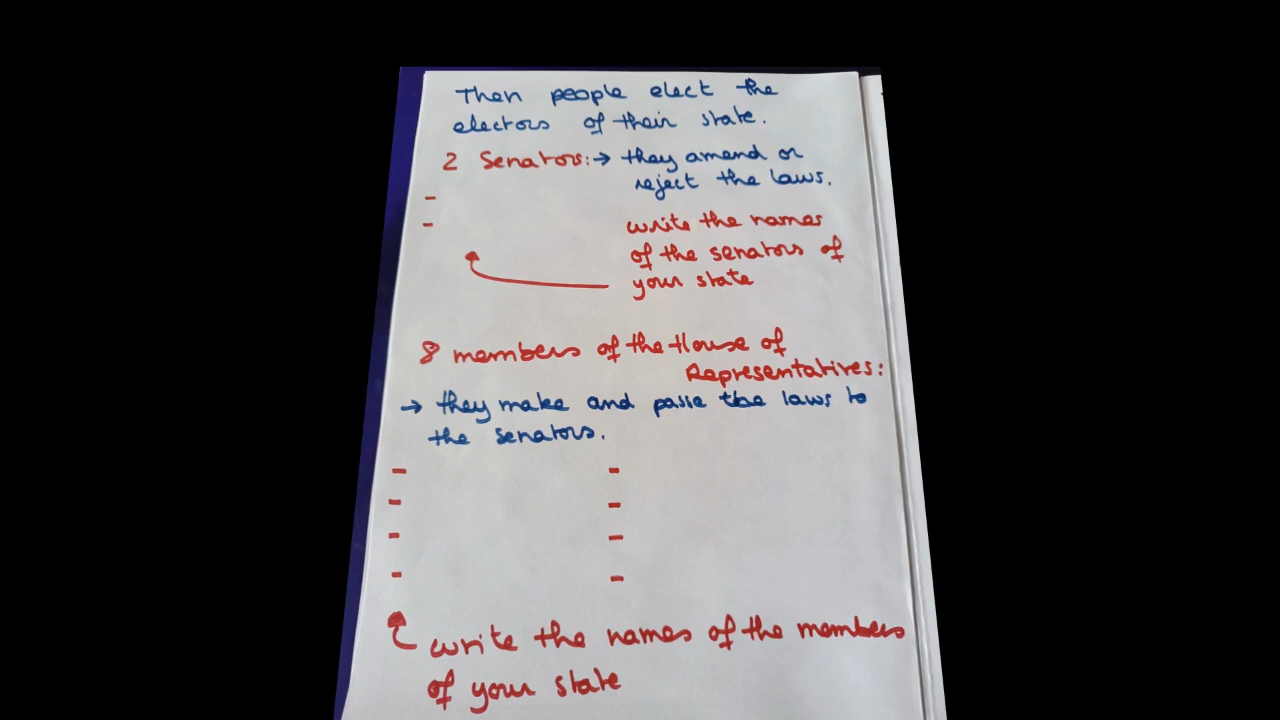 Then people elect the
electors of their state.
2 Senators: → they amend or
reject the laws.
-
-
write the names
of the senators of
your state
8 members of the House of
Representatives:
→ they make and passe the laws to
the senators.
- -
- -
- -
- -
write the names of the members
of your state